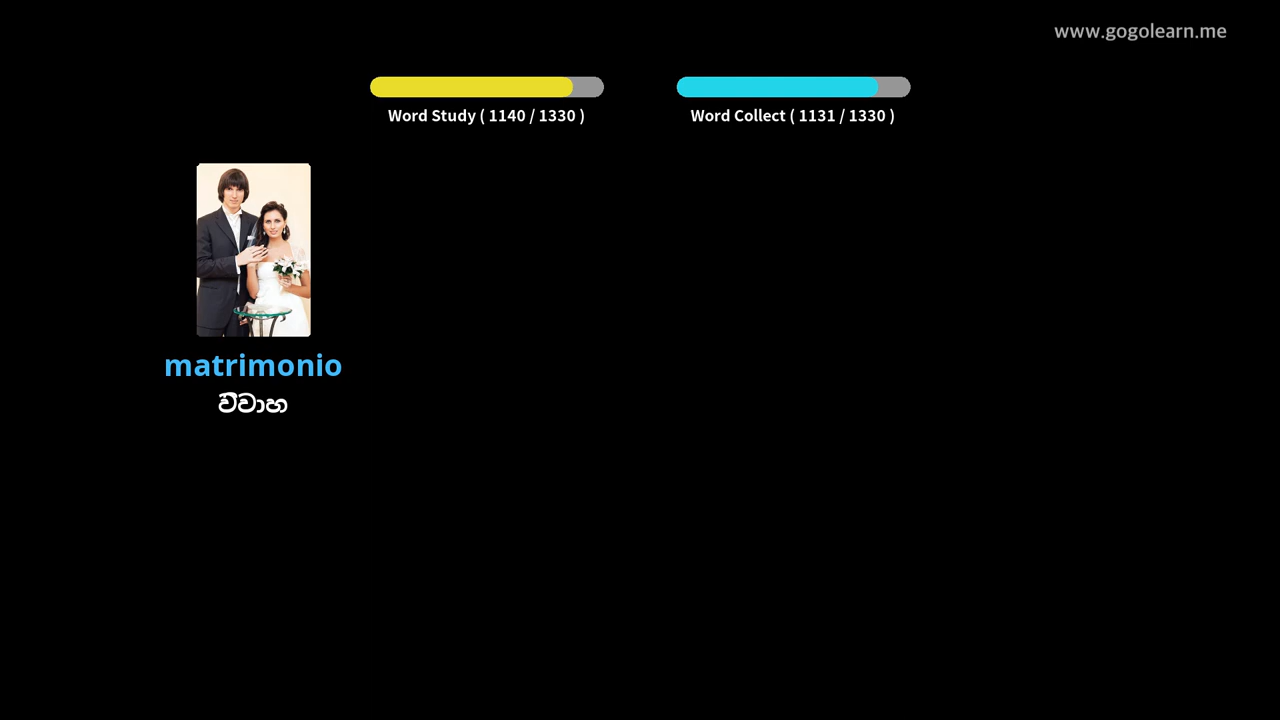 www.gogolearn.me
Word Study ( 1140 / 1330 )
Word Collect ( 1131 / 1330 )
matrimonio
විවාහ